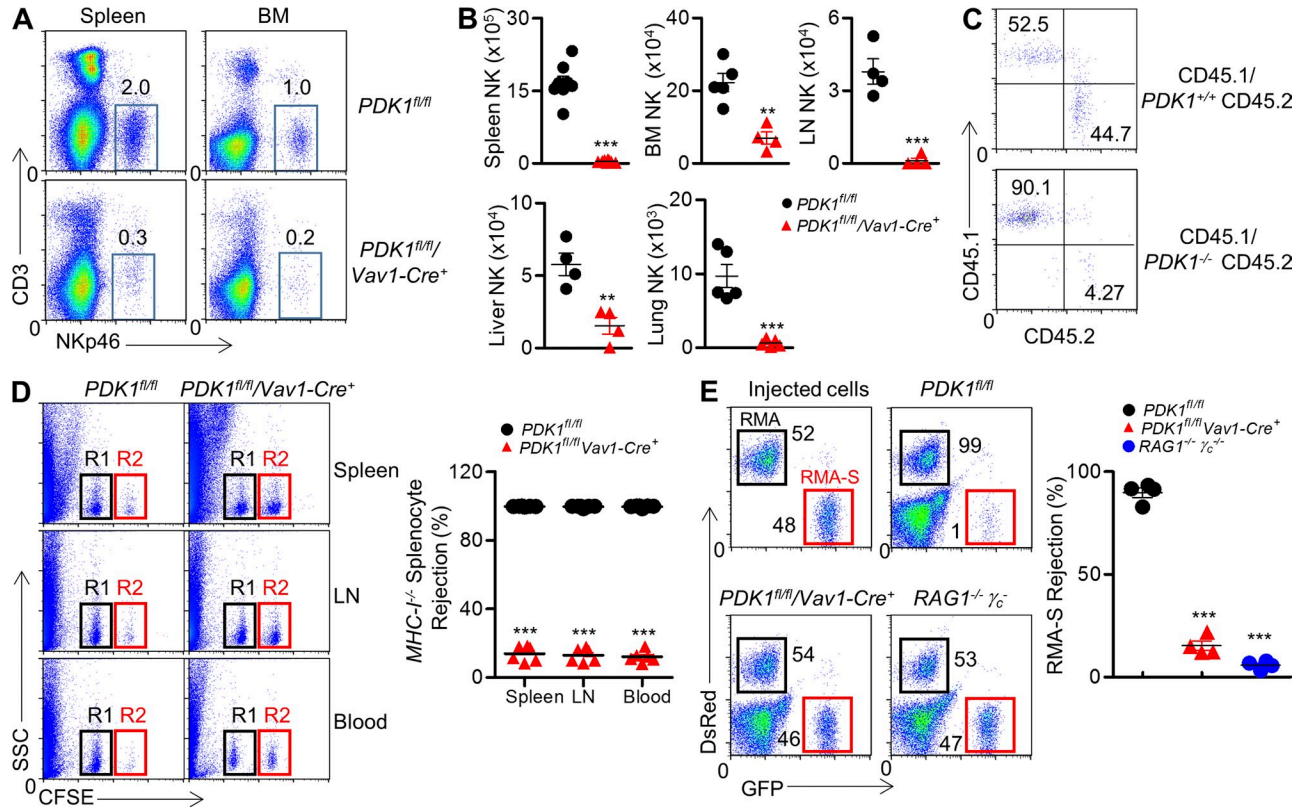 A
Spleen
BM
2.0
1.0
PDK1fl/fl
0.3
0.2
PDK1fl/fl/
Vav1-Cre+
CD3
0
0
0
0
NKp46
B
Spleen NK (x10⁵)
30
15
0
***
BM NK (x10⁴)
40
20
0
**
LN NK (x10⁴)
6
3
0
***
Liver NK (x10⁴)
10
5
0
**
Lung NK (x10³)
20
10
0
***
PDK1fl/fl
PDK1fl/fl/Vav1-Cre+
C
52.5
44.7
CD45.1/
PDK1+/+ CD45.2
90.1
4.27
CD45.1/
PDK1-/- CD45.2
CD45.1
CD45.2
D
PDK1fl/fl
PDK1fl/fl/Vav1-Cre+
R1 R2
R1 R2
Spleen
R1 R2
R1 R2
LN
R1 R2
R1 R2
Blood
SSC
0
CFSE
PDK1fl/fl
PDK1fl/fl Vav1-Cre+
MHC-I-/- Splenocyte
Rejection (%)
120
80
40
0
***
***
***
Spleen
LN
Blood
E
Injected cells
PDK1fl/fl
RMA
52
RMA-S
48
0
99
1
0
PDK1fl/fl/Vav1-Cre+
RAG1-/- γc-
54
46
0
53
47
0
DsRed
GFP
PDK1fl/fl
PDK1fl/fl Vav1-Cre+
RAG1-/- γc-/-
RMA-S Rejection (%)
100
50
0
***
***